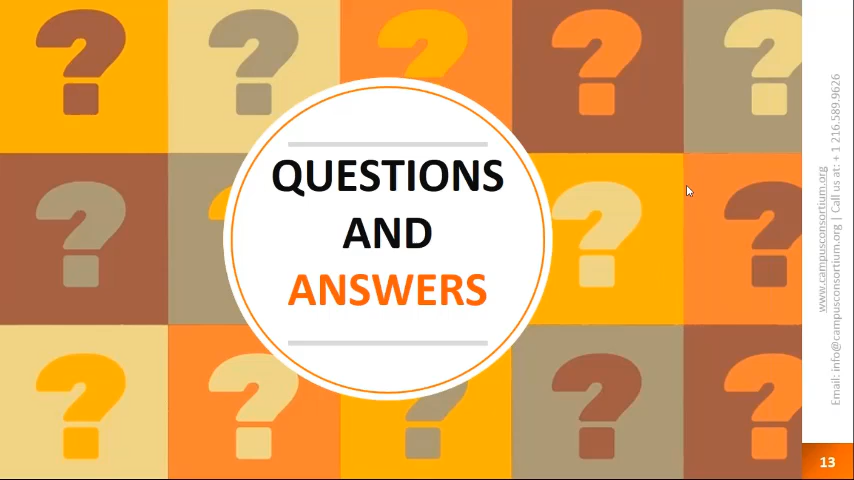 QUESTIONS
AND
ANSWERS
www.campusconsortium.org
Email: info@campusconsortium.org | Call us at: + 1 216.589.9626
13